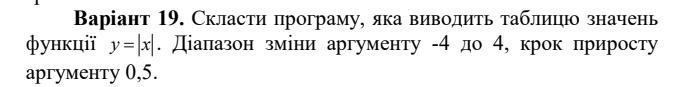 Варіант 19. Скласти програму, яка виводить таблицю значень
функції y=|x|. Діапазон зміни аргументу -4 до 4, крок приросту
аргументу 0,5.